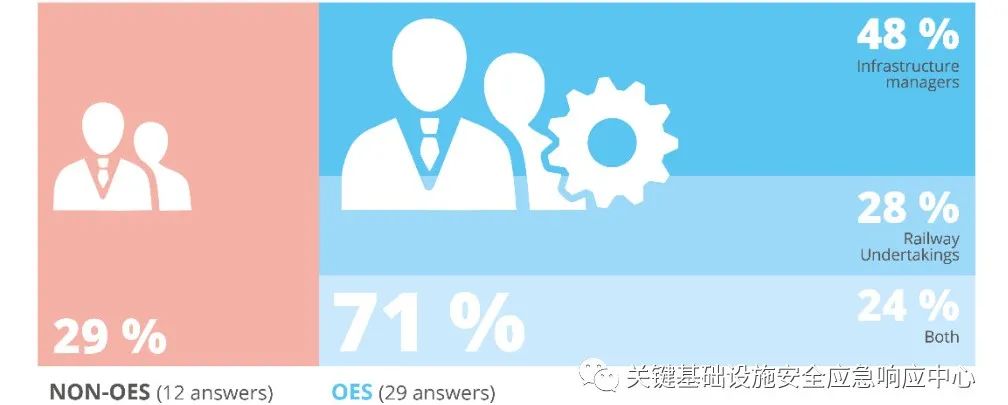 48 %
Infrastructure
managers
28 %
Railway
Undertakings
29 %
71 %
24 %
Both
NON-OES (12 answers)
OES (29 answers)
关键基础设施安全应急响应中心